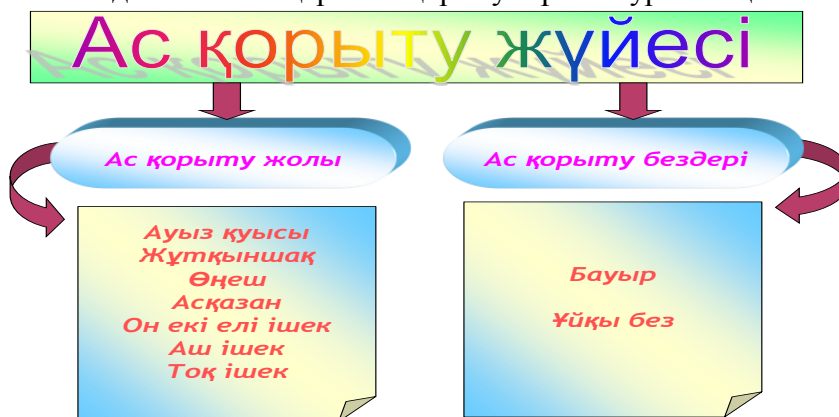 Ас қорыту жүйесі
Ас қорыту жолы
Ас қорыту бездері
Ауыз қуысы
Жұтқыншақ
Өңеш
Асқазан
Он екі елі ішек
Аш ішек
Тоқ ішек
Бауыр
Ұйқы без